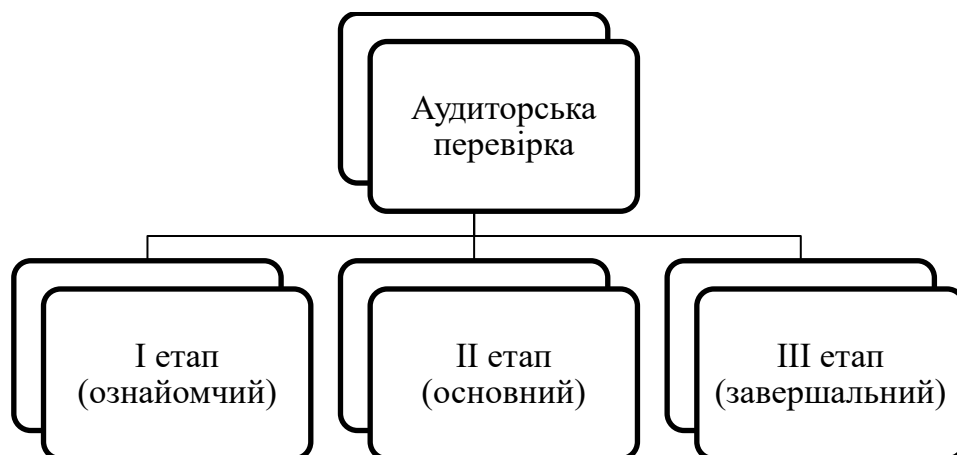 Аудиторська
перевірка
І етап
(ознайомчий)
ІІ етап
(основний)
ІІІ етап
(завершальний)